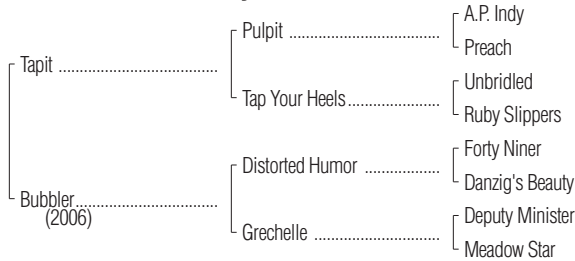 A.P. Indy
Pulpit ..................................
Preach
Tapit ............................................
Unbridled
Tap Your Heels.......................
Ruby Slippers
Forty Niner
Distorted Humor .....................
Danzig's Beauty
Bubbler.......................................
(2006)
Deputy Minister
Grechelle ...............................
Meadow Star